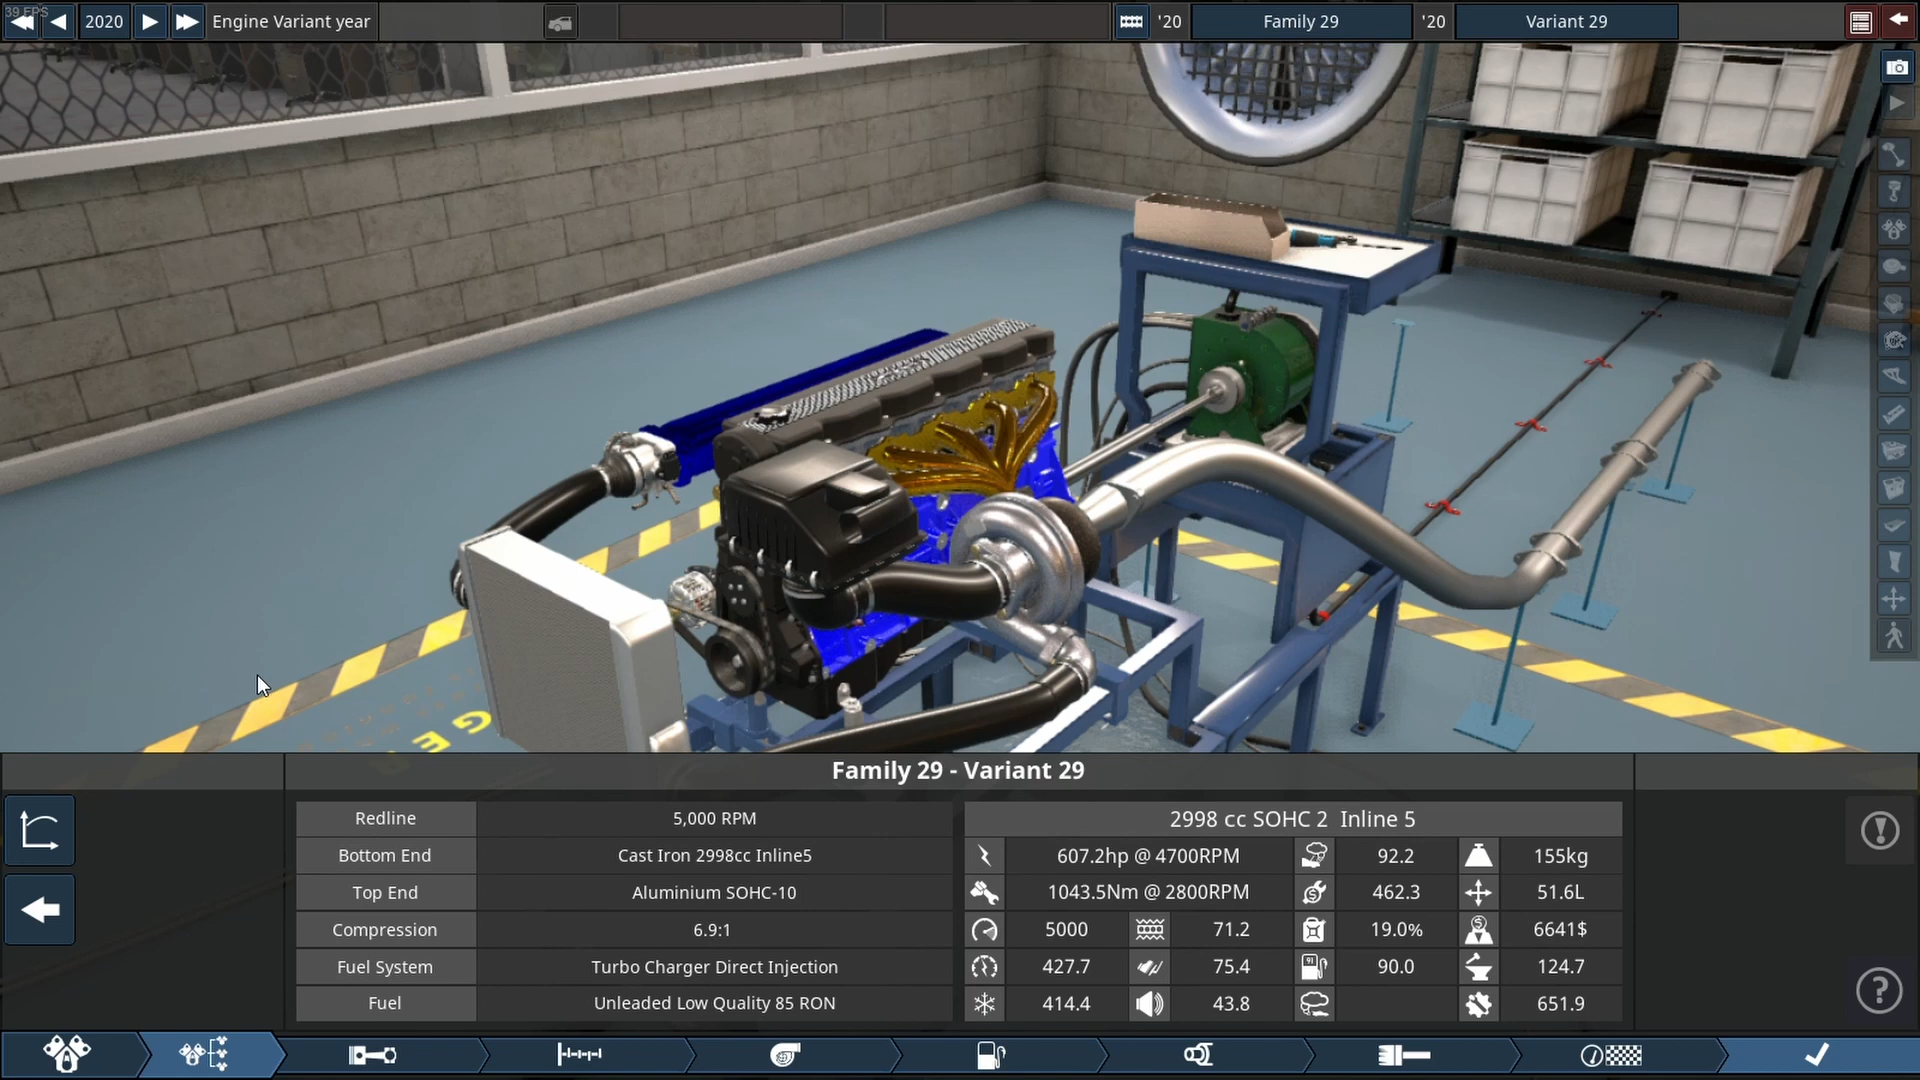 39 FPS
2020 Engine Variant year '20 Family 29 '20 Variant 29
G
E
Family 29 - Variant 29
Redline 5,000 RPM
Bottom End Cast Iron 2998cc Inline5
Top End Aluminium SOHC-10
Compression 6.9:1
Fuel System Turbo Charger Direct Injection
Fuel Unleaded Low Quality 85 RON
2998 cc SOHC 2 Inline 5
607.2hp @ 4700RPM 92.2 155kg
1043.5Nm @ 2800RPM 462.3 51.6L
5000 71.2 19.0% 6641$
427.7 75.4 91 90.0 124.7
414.4 43.8 651.9